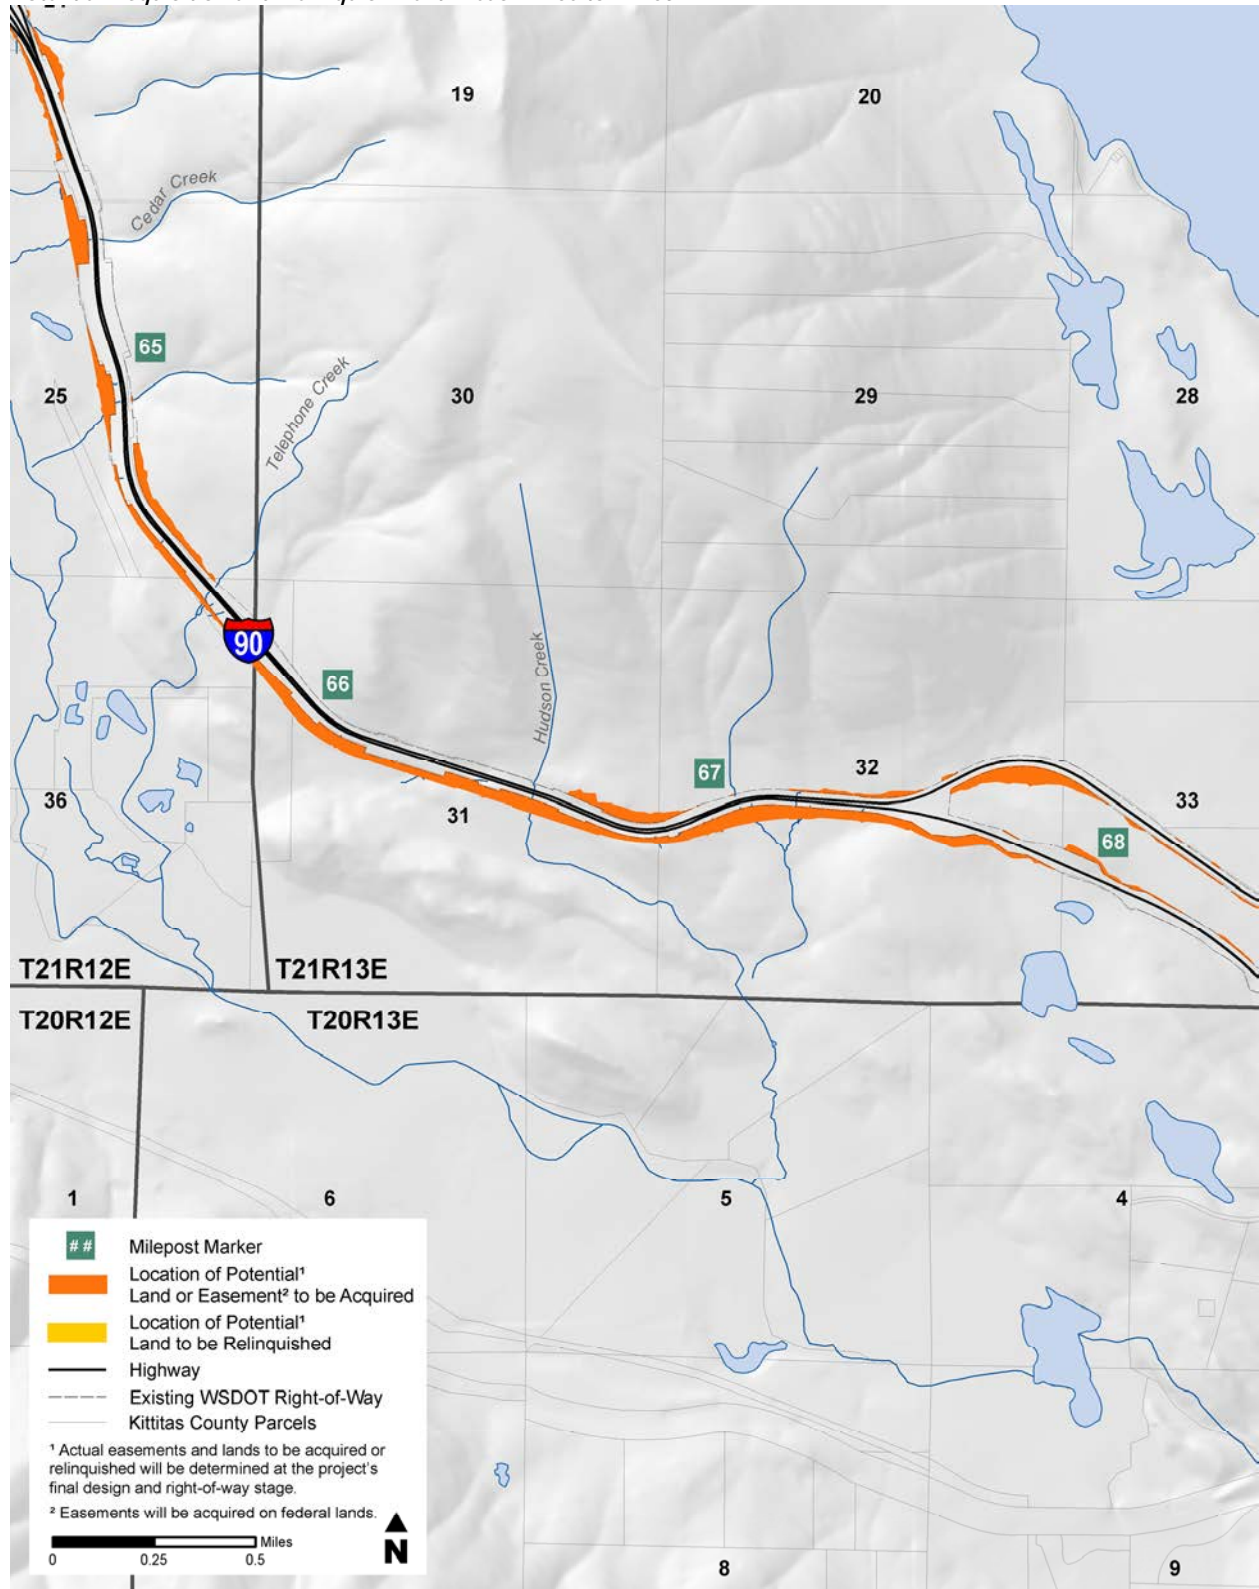 19
20
Cedar Creek
65
25
Telephone Creek
30
29
28
90
66
Hudson Creek
67
32
33
36
31
68
T21R12E
T21R13E
T20R12E
T20R13E
1
6
5
4
## Milepost Marker
Location of Potential¹
Land or Easement² to be Acquired
Location of Potential¹
Land to be Relinquished
Highway
Existing WSDOT Right-of-Way
Kittitas County Parcels
¹ Actual easements and lands to be acquired or
relinquished will be determined at the project's
final design and right-of-way stage.
² Easements will be acquired on federal lands.
Miles
0 0.25 0.5
N
8
9